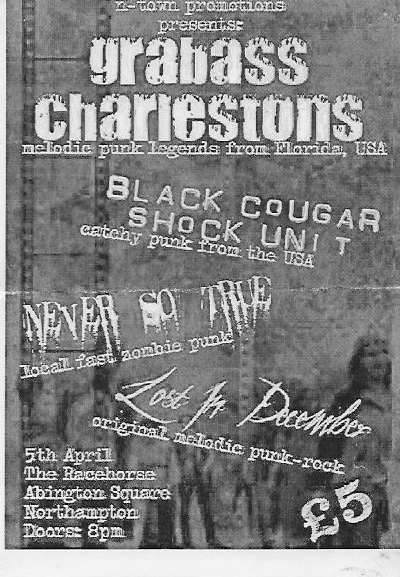 n-town promotions
presents:
grabass
charlestons
melodic punk legends from Florida, USA
BLACK COUGAR
SHOCK UNIT
catchy punk from the USA
NEVER SO TRUE
local fast zombie punk
Lost In December
original melodic punk-rock
5th April
The Racehorse
Abington Square
Northampton
Doors: 8pm
£5